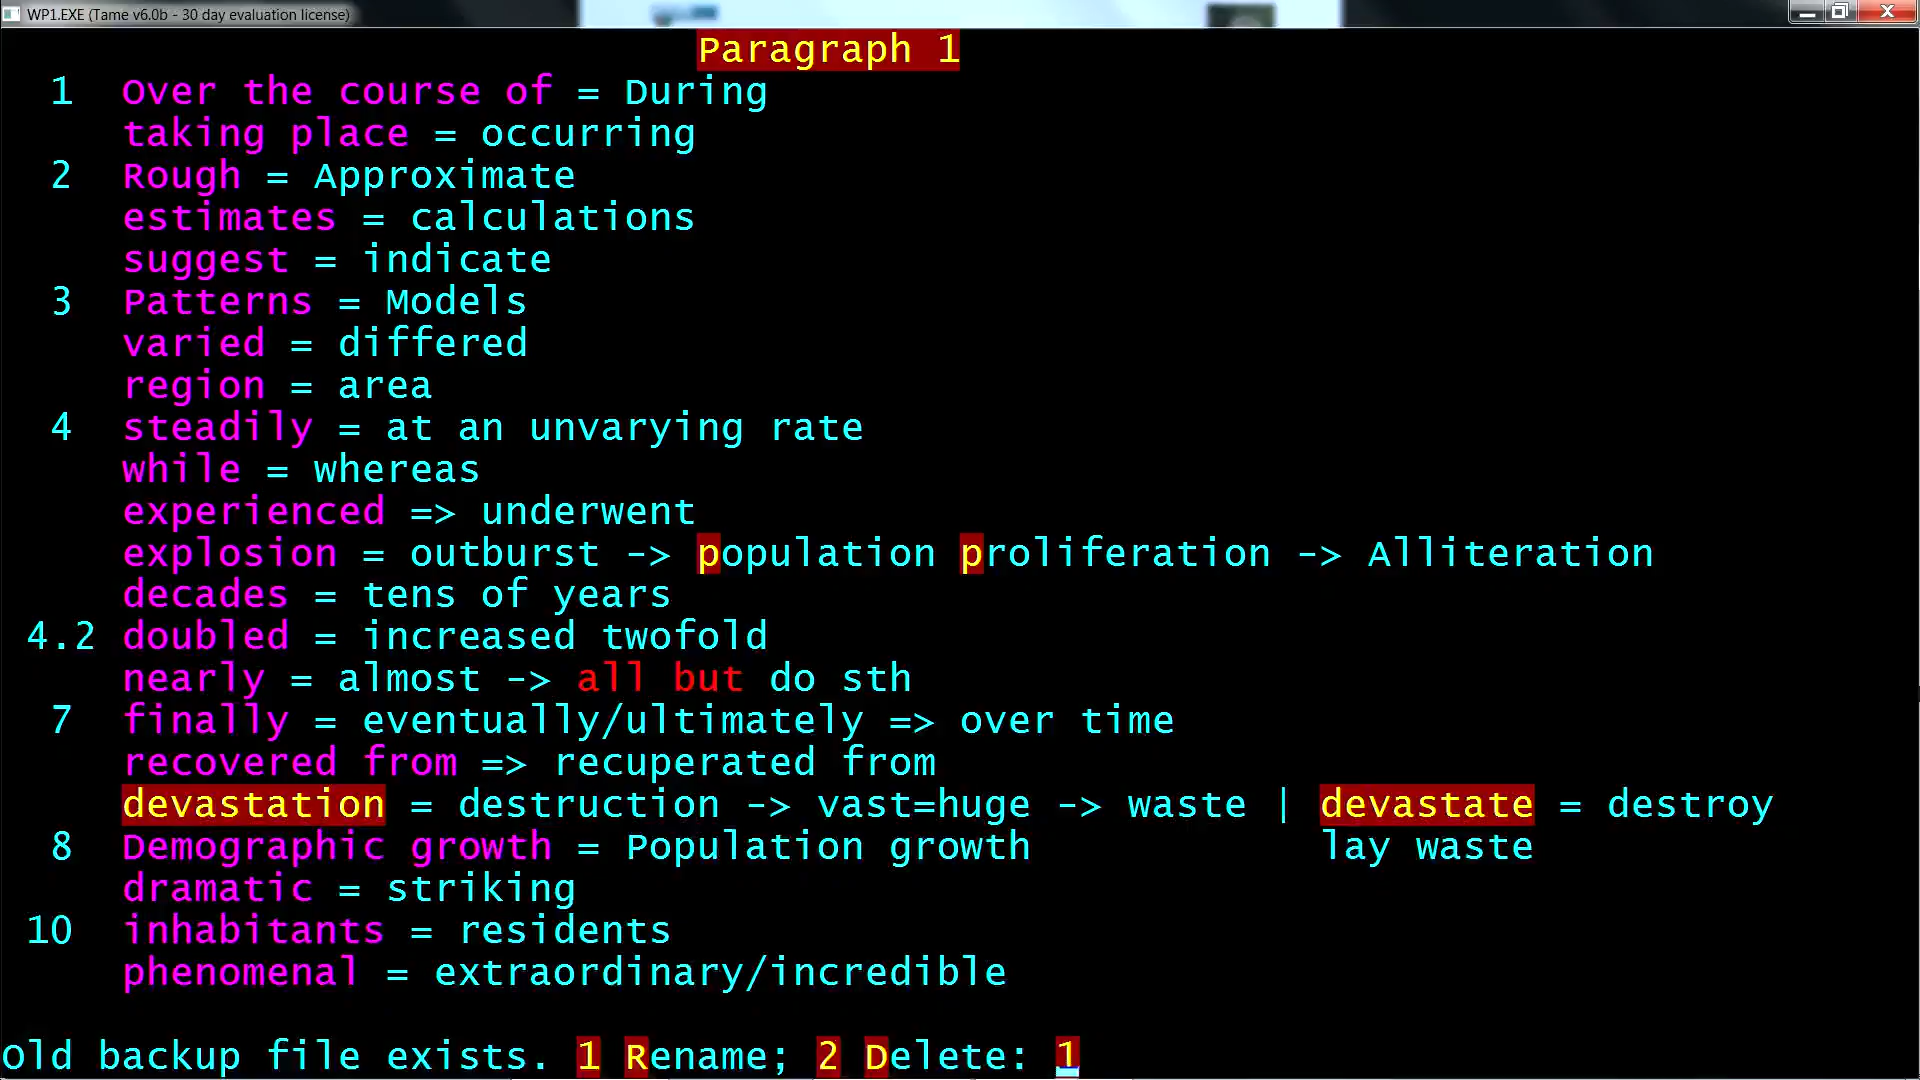 WP1.EXE (Tame v6.0b - 30 day evaluation license)
Paragraph 1
1 Over the course of = During
taking place = occurring
2 Rough = Approximate
estimates = calculations
suggest = indicate
3 Patterns = Models
varied = differed
region = area
4 steadily = at an unvarying rate
while = whereas
experienced => underwent
explosion = outburst -> population proliferation -> Alliteration
decades = tens of years
4.2 doubled = increased twofold
nearly = almost -> all but do sth
7 finally = eventually/ultimately => over time
recovered from => recuperated from
devastation = destruction -> vast=huge -> waste | devastate = destroy
8 Demographic growth = Population growth lay waste
dramatic = striking
10 inhabitants = residents
phenomenal = extraordinary/incredible
Old backup file exists. 1 Rename; 2 Delete: 1